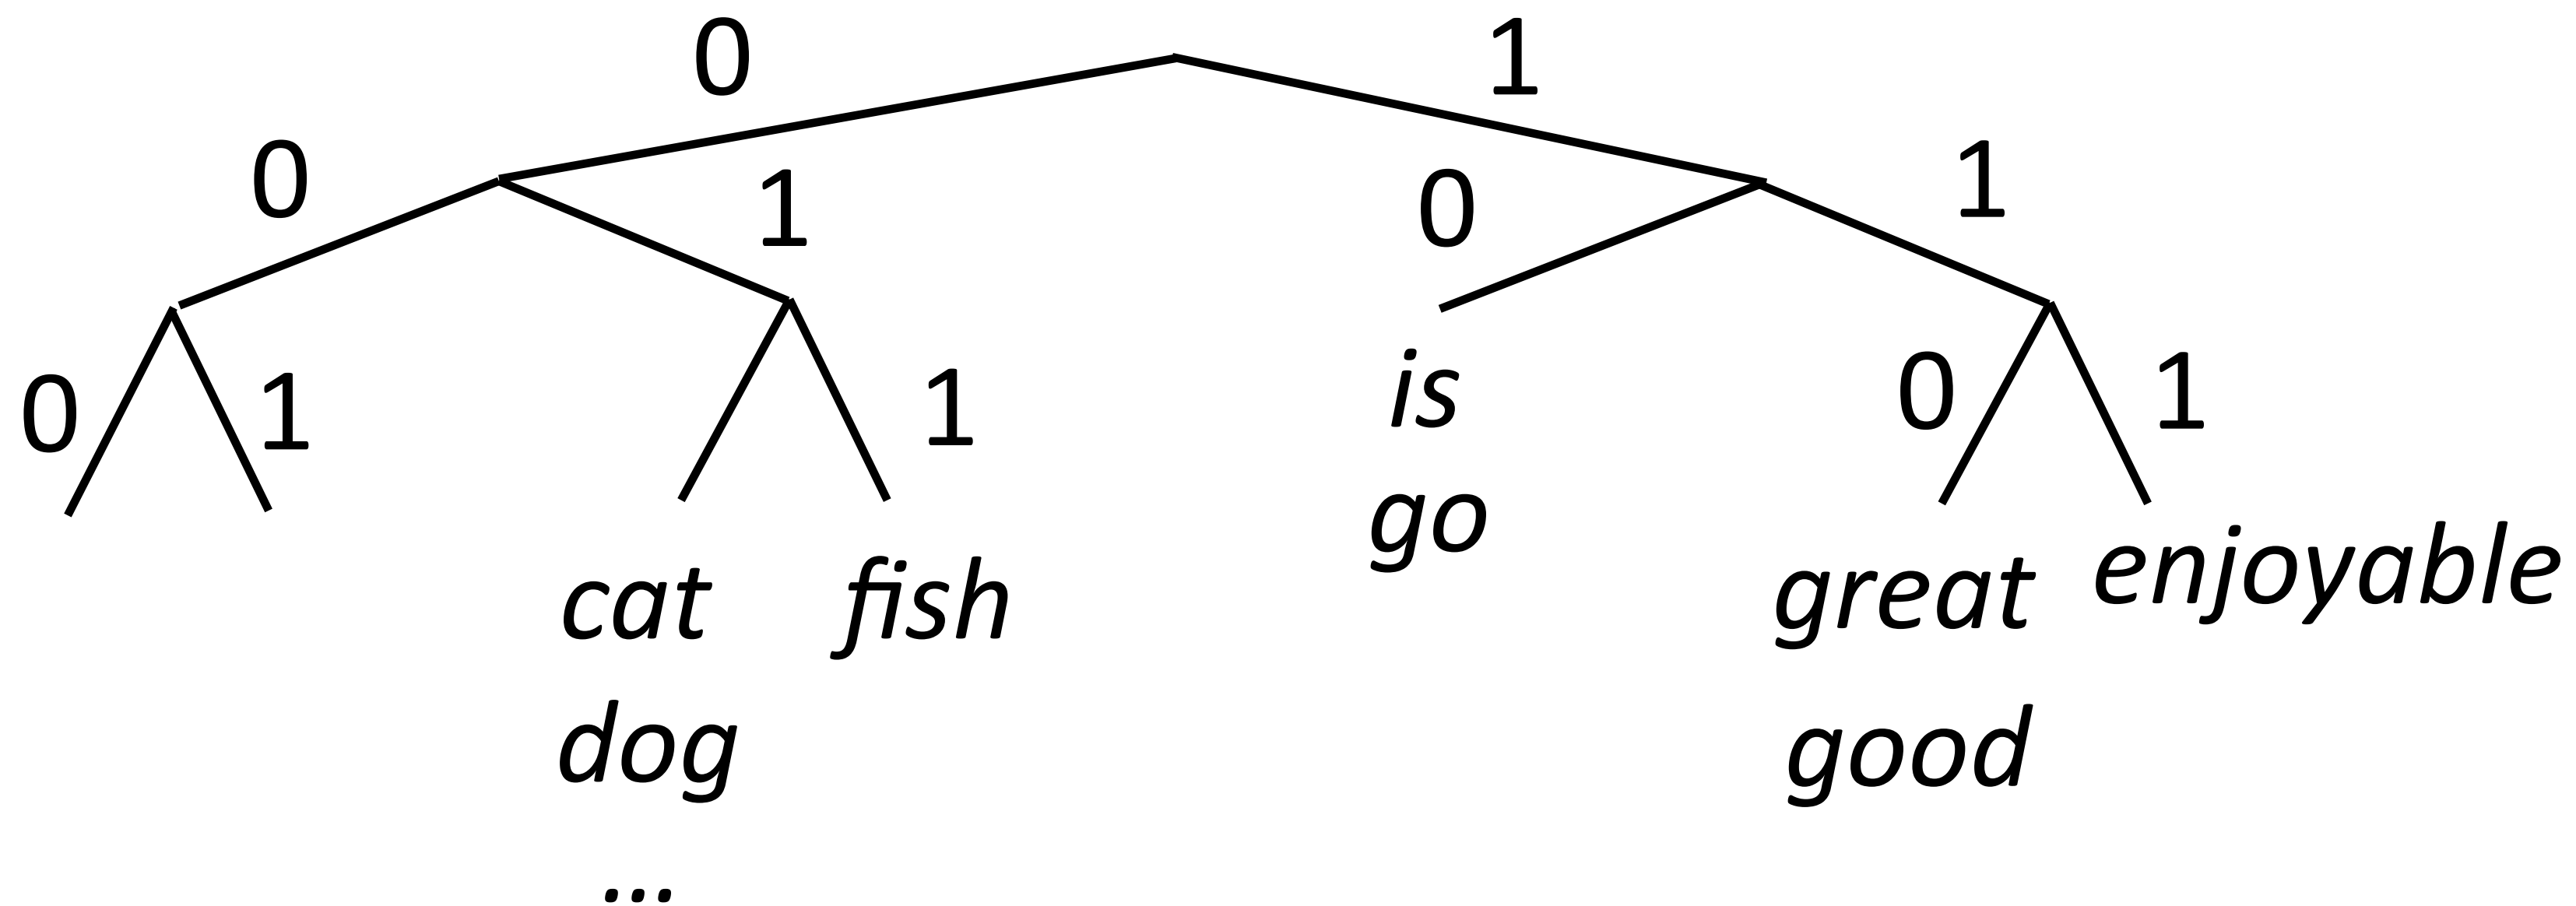 0 1
0 1 0 1
0 1 1 0 1
is
go
cat fish great enjoyable
dog good
...